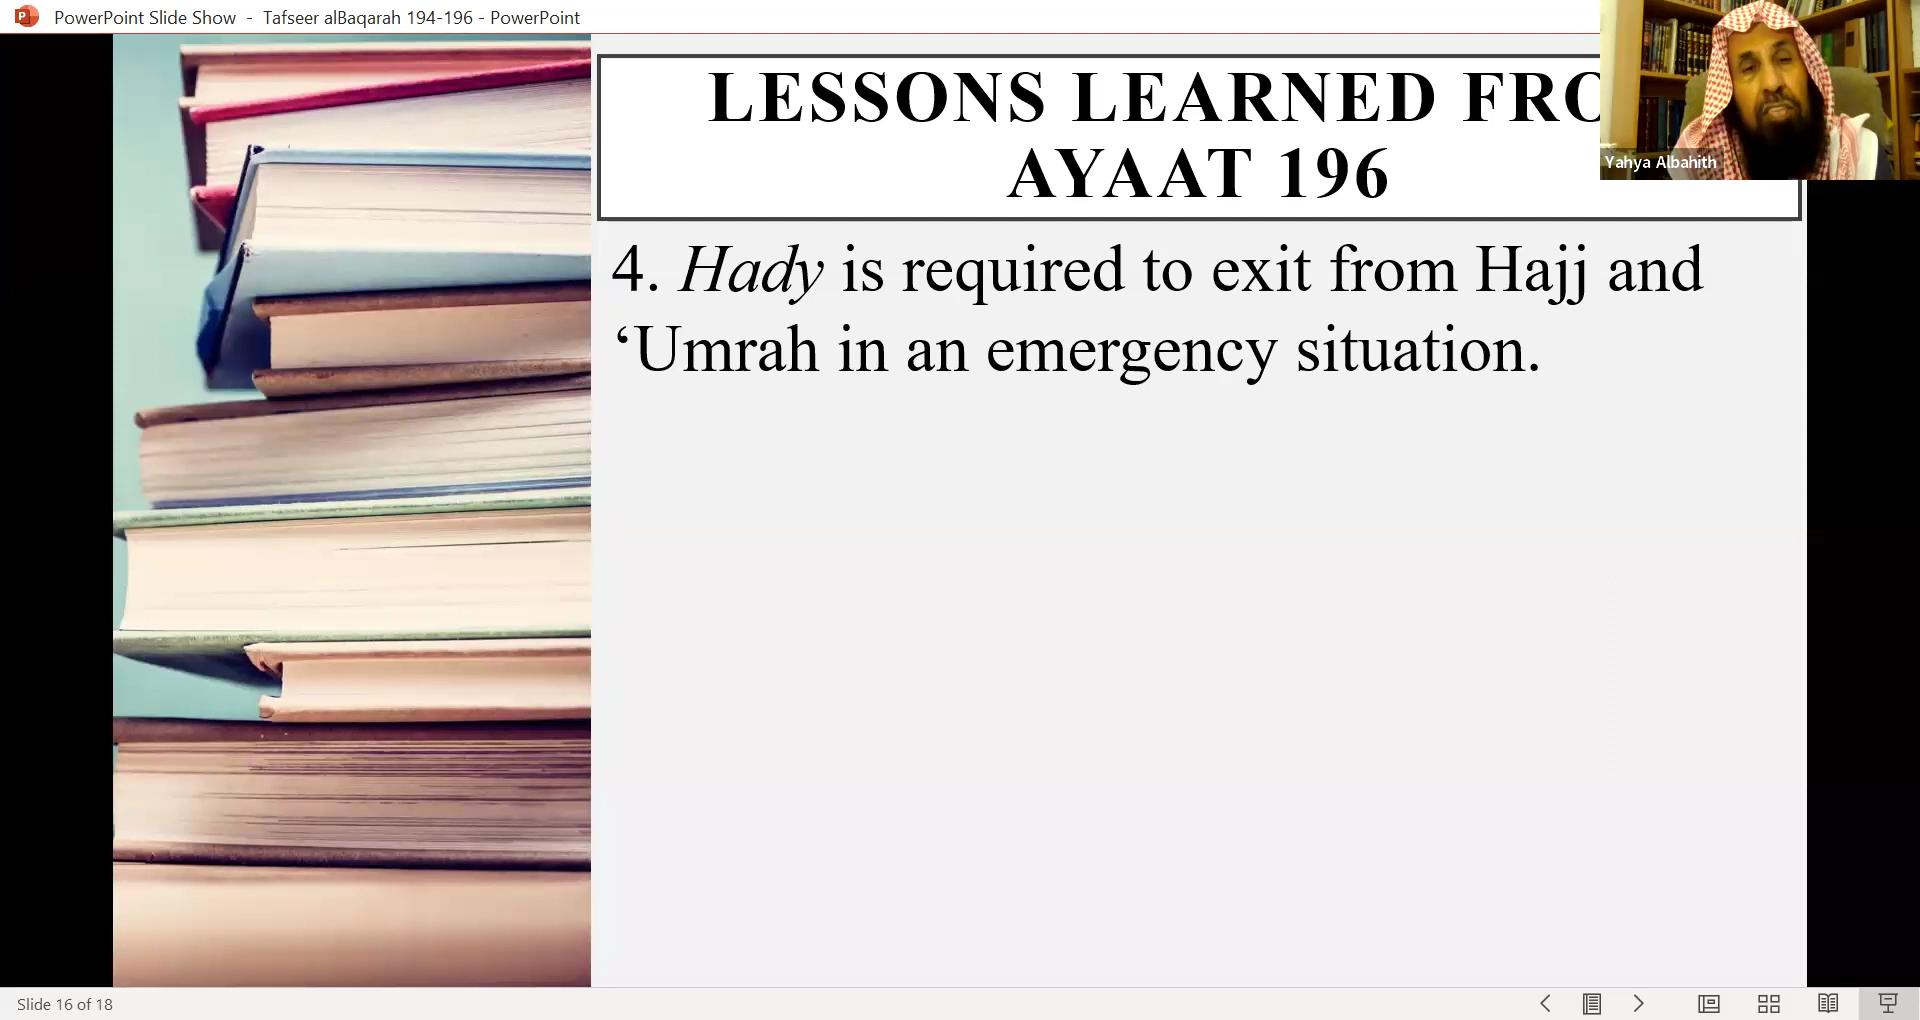 PowerPoint Slide Show - Tafseer alBaqarah 194-196 - PowerPoint
LESSONS LEARNED FRO
AYAAT 196
Yahya Albahith
4. Hady is required to exit from Hajj and
‘Umrah in an emergency situation.
Slide 16 of 18